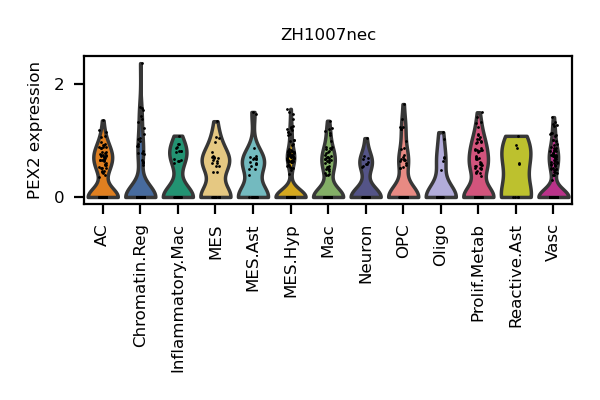 ZH1007nec
PEX2 expression
2
0
AC
Chromatin.Reg
Inflammatory.Mac
MES
MES.Ast
MES.Hyp
Mac
Neuron
OPC
Oligo
Prolif.Metab
Reactive.Ast
Vasc